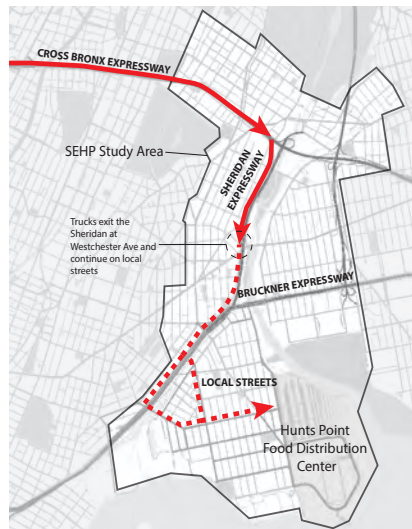 CROSS BRONX EXPRESSWAY
SEHP Study Area
SHERIDAN
EXPRESSWAY
Trucks exit the
Sheridan at
Westchester Ave and
continue on local
streets
BRUCKNER EXPRESSWAY
LOCAL STREETS
Hunts Point
Food Distribution
Center